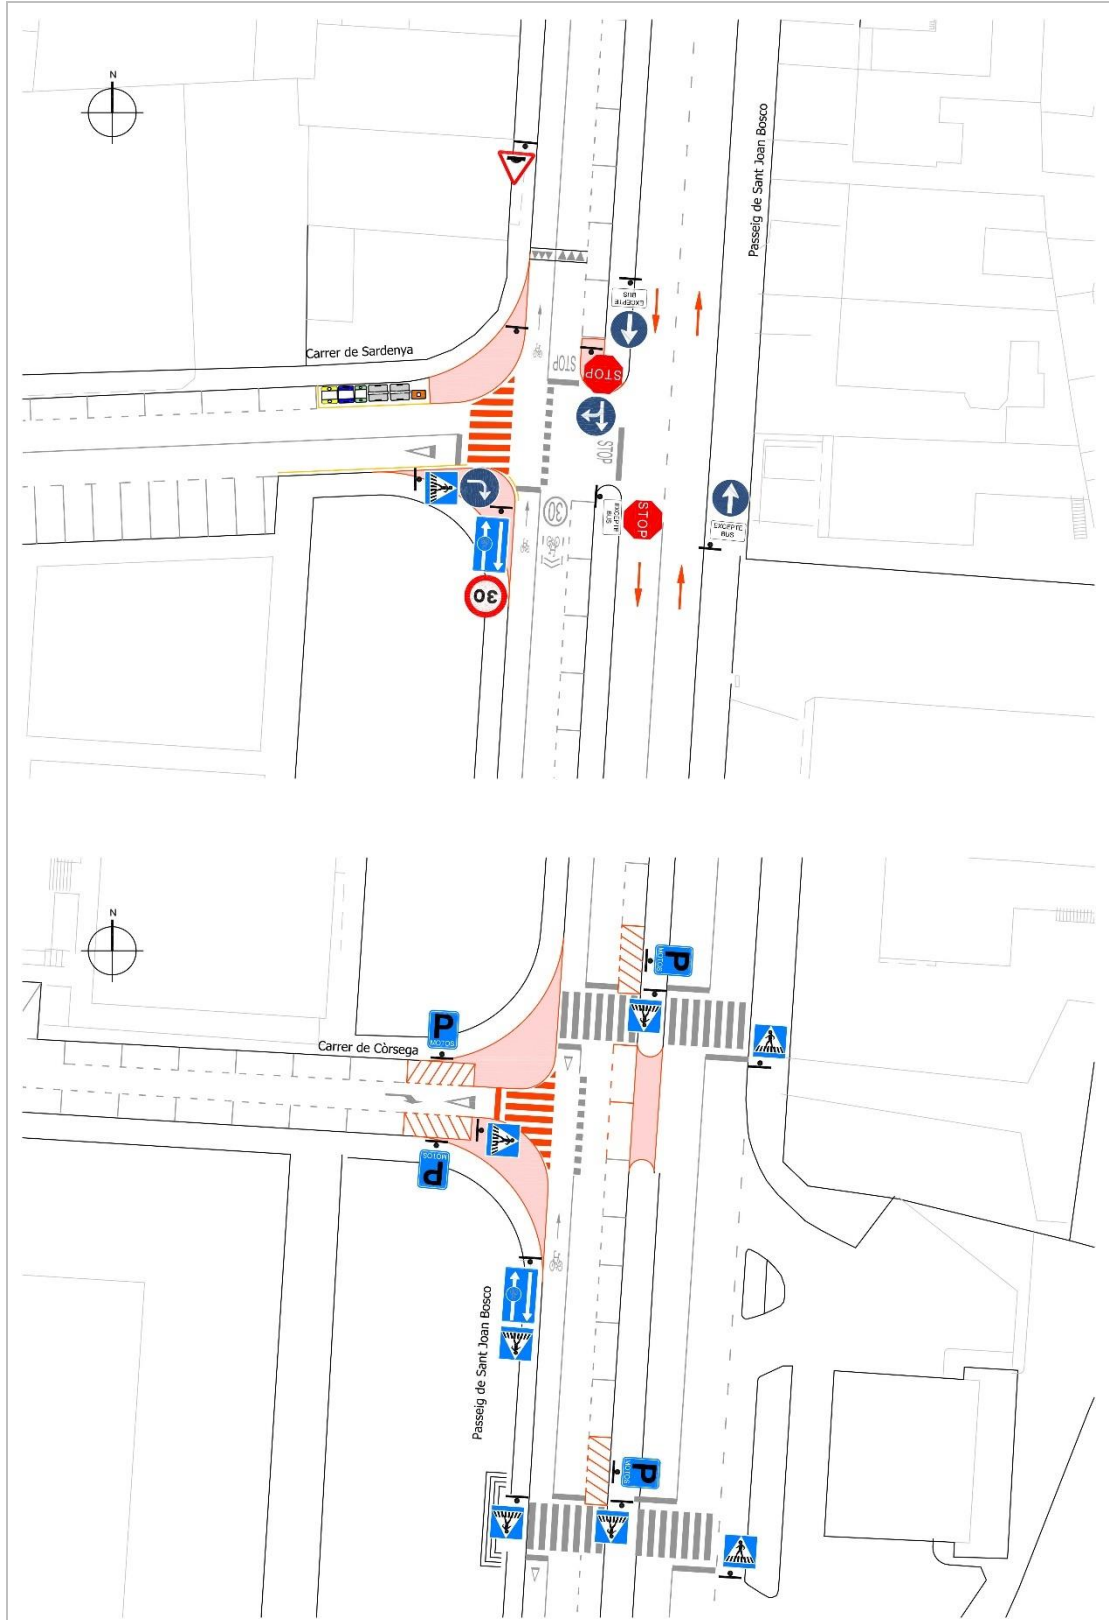 N
Passeig de Sant Joan Bosco
Carrer de Sardenya
EXCEPTE
BUS
STOP
STOP
STOP
EXCEPTE
BUS
STOP
30
EXCEPTE
BUS
30
N
P
MOTOS
P
MOTOS
Carrer de Còrsega
P
MOTOS
Passeig de Sant Joan Bosco
P
MOTOS